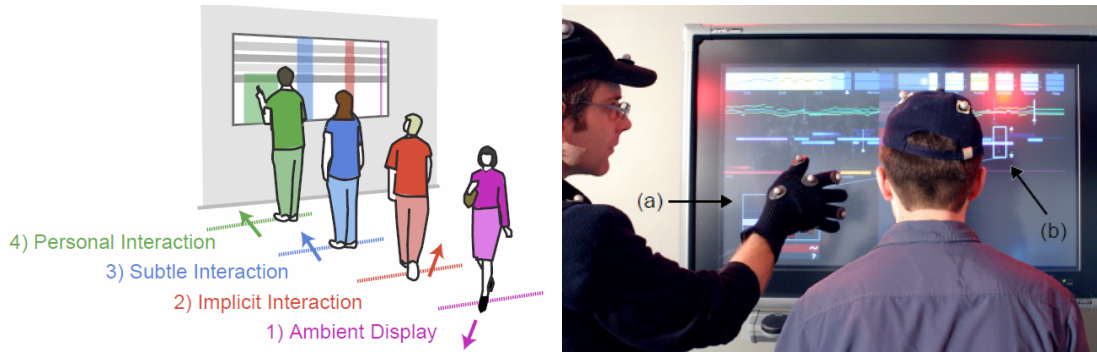 4) Personal Interaction
3) Subtle Interaction
2) Implicit Interaction
1) Ambient Display
(a)
(b)